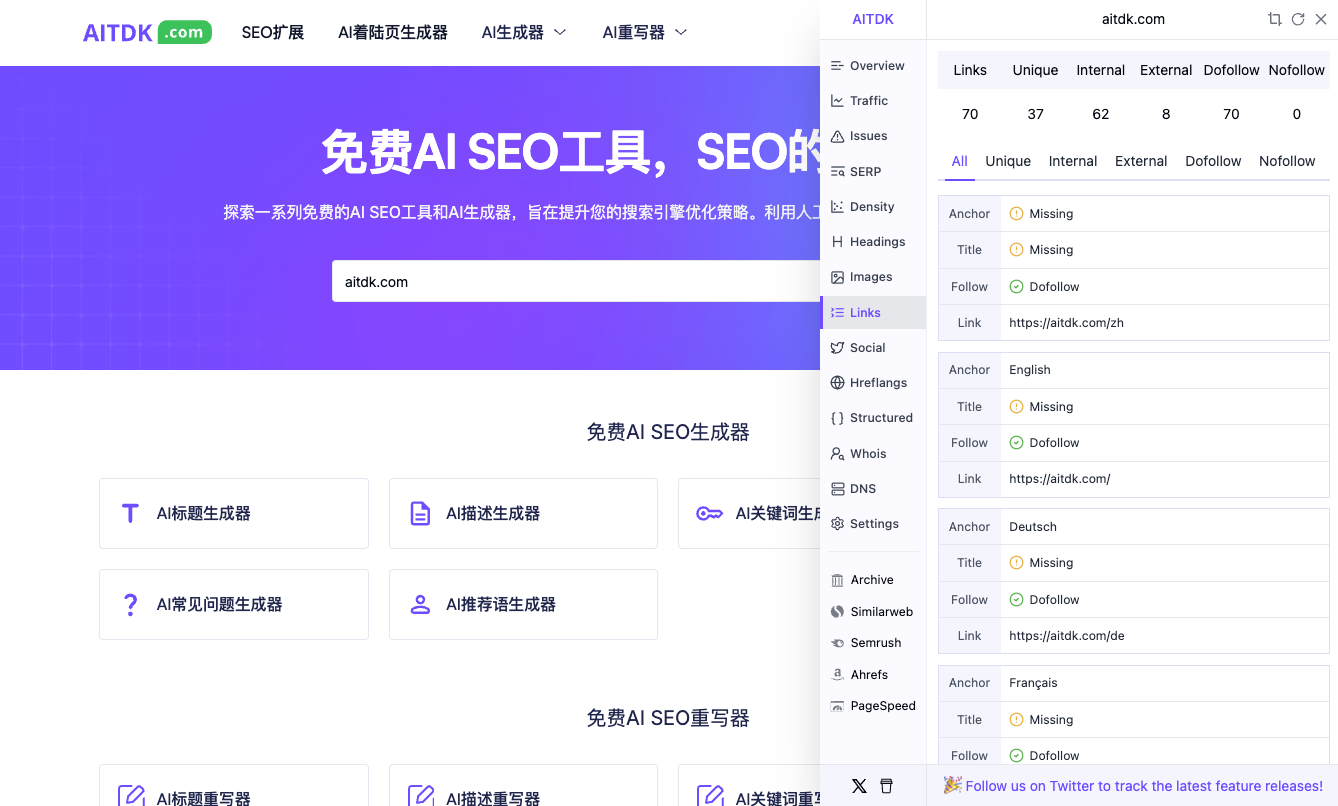 AITDK .com
SEO扩展
AI着陆页生成器
AI生成器
AI重写器
免费AI SEO工具，SEO的
探索一系列免费的AI SEO工具和AI生成器，旨在提升您的搜索引擎优化策略。利用人工
aitdk.com
免费AI SEO生成器
AI标题生成器
AI描述生成器
AI关键词生成
AI常见问题生成器
AI推荐语生成器
免费AI SEO重写器
AI标题重写器
AI描述重写器
AI关键词重写
AITDK
Overview
Traffic
Issues
SERP
Density
Headings
Images
Links
Social
Hreflangs
Structured
Whois
DNS
Settings
Archive
Similarweb
Semrush
Ahrefs
PageSpeed
aitdk.com
Links Unique Internal External Dofollow Nofollow
70 37 62 8 70 0
All Unique Internal External Dofollow Nofollow
Anchor Missing
Title Missing
Follow Dofollow
Link https://aitdk.com/zh
Anchor English
Title Missing
Follow Dofollow
Link https://aitdk.com/
Anchor Deutsch
Title Missing
Follow Dofollow
Link https://aitdk.com/de
Anchor Français
Title Missing
Follow Dofollow
Follow us on Twitter to track the latest feature releases!